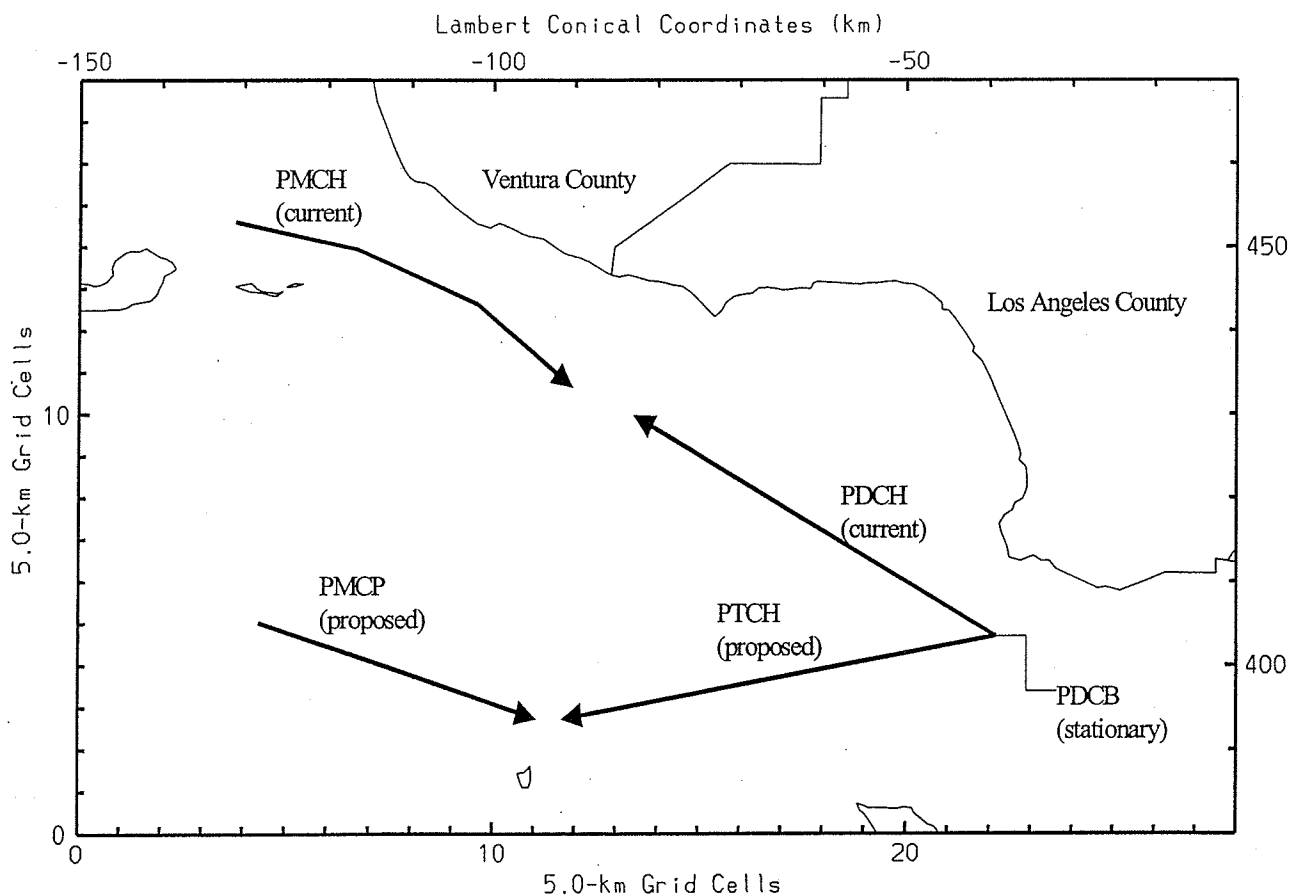 Lambert Conical Coordinates (km)
-150
-100
-50
PMCH
(current)
Ventura County
450
Los Angeles County
5.0-km Grid Cells
10
PDCH
(current)
PMCP
(proposed)
PTCH
(proposed)
400
PDCB
(stationary)
0
0
10
20
5.0-km Grid Cells